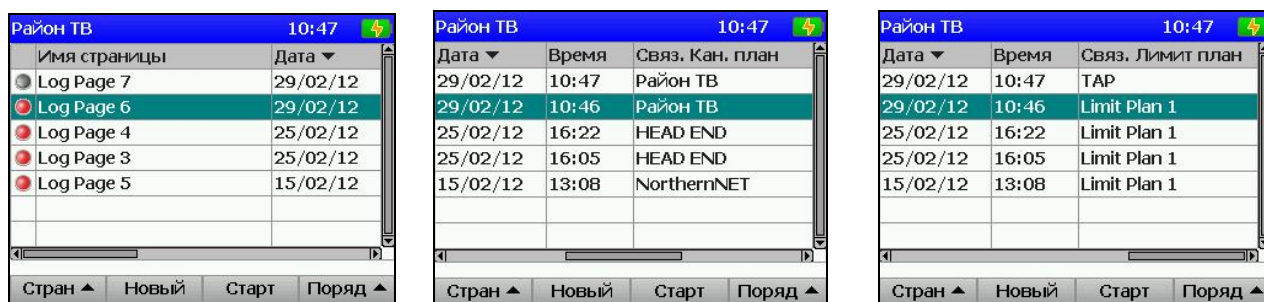 Район ТВ 10:47
Имя страницы Дата
Log Page 7 29/02/12
Log Page 6 29/02/12
Log Page 4 25/02/12
Log Page 3 25/02/12
Log Page 5 15/02/12
Стран Новый Старт Поряд
Район ТВ 10:47
Дата Время Связ. Кан. план
29/02/12 10:47 Район ТВ
29/02/12 10:46 Район ТВ
25/02/12 16:22 HEAD END
25/02/12 16:05 HEAD END
15/02/12 13:08 NorthernNET
Стран Новый Старт Поряд
Район ТВ 10:47
Дата Время Связ. Лимит план
29/02/12 10:47 TAP
29/02/12 10:46 Limit Plan 1
25/02/12 16:22 Limit Plan 1
25/02/12 16:05 Limit Plan 1
15/02/12 13:08 Limit Plan 1
Стран Новый Старт Поряд